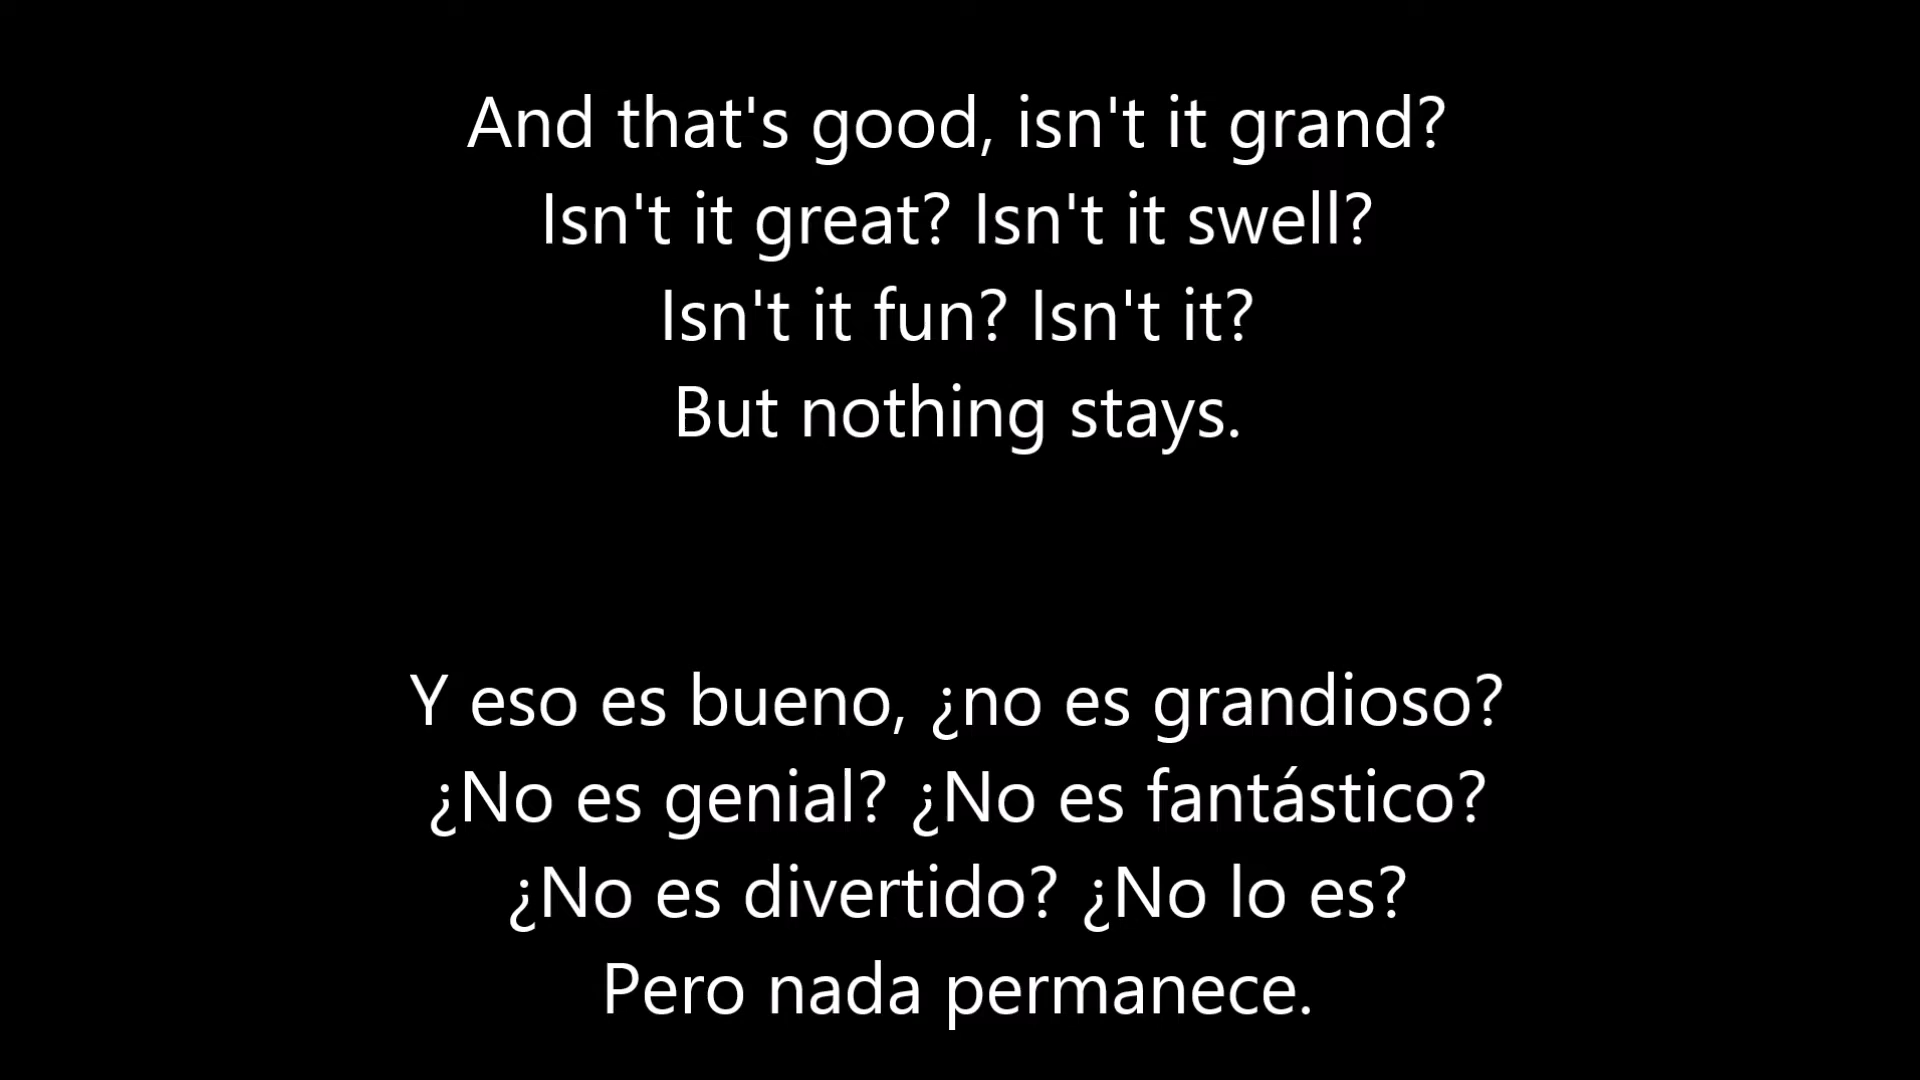 And that's good, isn't it grand?
Isn't it great? Isn't it swell?
Isn't it fun? Isn't it?
But nothing stays.
Y eso es bueno, ¿no es grandioso?
¿No es genial? ¿No es fantástico?
¿No es divertido? ¿No lo es?
Pero nada permanece.